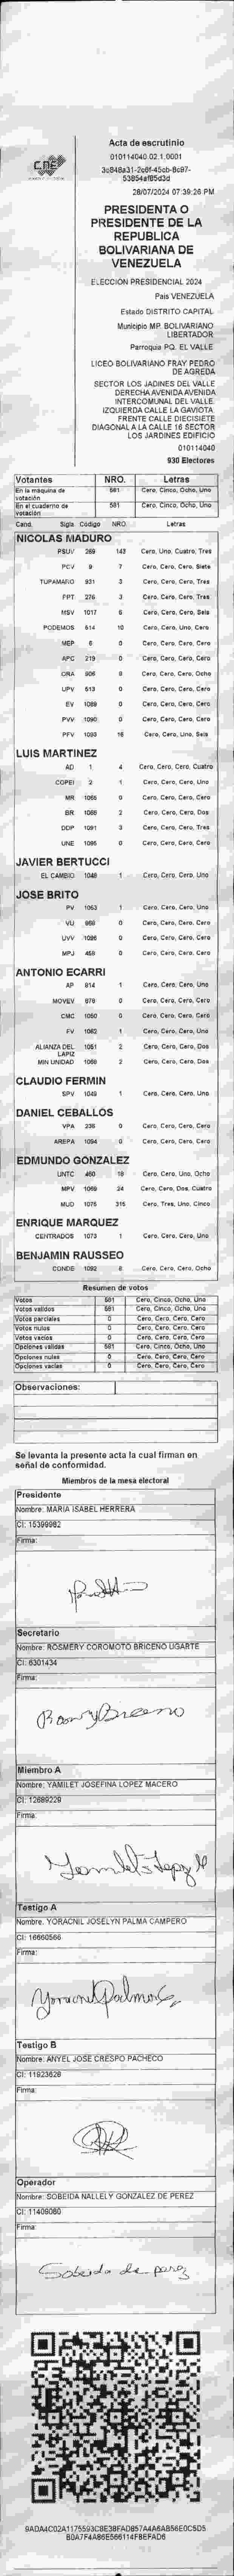 CNE
Acta de escrutinio
010114040.02.1.0001
53854af85d3d
28/07/2024 07:39:26 PM
PRESIDENTA O
PRESIDENTE DE LA
REPUBLICA
BOLIVARIANA DE
VENEZUELA
ELECCION PRESIDENCIAL 2024
Pais VENEZUELA
Estado DISTRITO CAPITAL
Municipio MP. BOLIVARIANO
LIBERTADOR
Parroquia PQ. EL VALLE
LICEO BOLIVARIANO FRAY PEDRO
DE AGREDA
SECTOR LOS JADINES DEL VALLE
DERECHA AVENIDA AVENIDA
INTERCOMUNAL DEL VALLE.
IZQUIERDA CALLE LA GAVIOTA.
FRENTE CALLE DIECISIETE
DIAGONAL A LA CALLE 16 SECTOR
LOS JARDINES EDIFICIO
010114040
930 Electores
Votantes NRO. Letras
En la máquina de votación 581 Cero, Cinco, Ocho, Uno
En el cuaderno de votación 581 Cero, Cinco, Ocho, Uno
Cand. Sigla Código NRO. Letras
NICOLAS MADURO
PSUV 269 143 Cero, Uno, Cuatro, Tres
PCV 9 7 Cero, Cero, Cero, Siete
TUPAMARO 931 3 Cero, Cero, Cero, Tres
PPT 276 3 Cero, Cero, Cero, Tres
MSV 1017 6 Cero, Cero, Cero, Seis
PODEMOS 614 10 Cero, Cero, Uno, Cero
MEP 6 0 Cero, Cero, Cero, Cero
APC 219 0 Cero, Cero, Cero, Cero
ORA 906 8 Cero, Cero, Cero, Ocho
UPV 513 0 Cero, Cero, Cero, Cero
EV 1089 0 Cero, Cero, Cero, Cero
PVV 1090 0 Cero, Cero, Cero, Cero
PFV 1093 16 Cero, Cero, Uno, Seis
LUIS MARTINEZ
AD 1 4 Cero, Cero, Cero, Cuatro
COPEI 2 1 Cero, Cero, Cero, Uno
MR 1065 0 Cero, Cero, Cero, Cero
BR 1088 2 Cero, Cero, Cero, Dos
DDP 1091 3 Cero, Cero, Cero, Tres
UNE 1095 0 Cero, Cero, Cero, Cero
JAVIER BERTUCCI
EL CAMBIO 1048 1 Cero, Cero, Cero, Uno
JOSE BRITO
PV 1053 1 Cero, Cero, Cero, Uno
VU 968 0 Cero, Cero, Cero, Cero
UVV 1086 0 Cero, Cero, Cero, Cero
MPJ 458 0 Cero, Cero, Cero, Cero
ANTONIO ECARRI
AP 814 1 Cero, Cero, Cero, Uno
MOVEV 878 0 Cero, Cero, Cero, Cero
CMC 1050 0 Cero, Cero, Cero, Cero
FV 1062 1 Cero, Cero, Cero, Uno
ALIANZA DEL LAPIZ 1051 2 Cero, Cero, Cero, Dos
MIN UNIDAD 1068 2 Cero, Cero, Cero, Dos
CLAUDIO FERMIN
SPV 1049 1 Cero, Cero, Cero, Uno
DANIEL CEBALLOS
VPA 338 0 Cero, Cero, Cero, Cero
AREPA 1094 0 Cero, Cero, Cero, Cero
EDMUNDO GONZALEZ
UNTC 460 18 Cero, Cero, Uno, Ocho
MPV 1069 24 Cero, Cero, Dos, Cuatro
MUD 1076 315 Cero, Tres, Uno, Cinco
ENRIQUE MARQUEZ
CENTRADOS 1073 1 Cero, Cero, Cero, Uno
BENJAMIN RAUSSEO
CONDE 1092 8 Cero, Cero, Cero, Ocho
Resumen de votos
Votos 581 Cero, Cinco, Ocho, Uno
Votos validos 581 Cero, Cinco, Ocho, Uno
Votos parciales 0 Cero, Cero, Cero, Cero
Votos nulos 0 Cero, Cero, Cero, Cero
Votos vacíos 0 Cero, Cero, Cero, Cero
Opciones validas 581 Cero, Cinco, Ocho, Uno
Opciones nulas 0 Cero, Cero, Cero, Cero
Opciones vacías 0 Cero, Cero, Cero, Cero
Observaciones:
Se levanta la presente acta la cual firman en
señal de conformidad.
Miembros de la mesa electoral
Presidente
Nombre: MARIA ISABEL HERRERA
CI: 15399982
Firma:
Secretario
Nombre: ROSMERY COROMOTO BRICEÑO UGARTE
CI: 6301434
Firma:
Miembro A
Nombre: YAMILET JOSEFINA LOPEZ MACERO
CI: 12689229
Firma:
Testigo A
Nombre: YORACNIL JOSELYN PALMA CAMPERO
CI: 16660566
Firma:
Testigo B
Nombre: ANYEL JOSE CRESPO PACHECO
CI: 11923628
Firma:
Operador
Nombre: SOBEIDA NALLELY GONZALEZ DE PEREZ
CI: 11409080
Firma:
Sobeida de perez